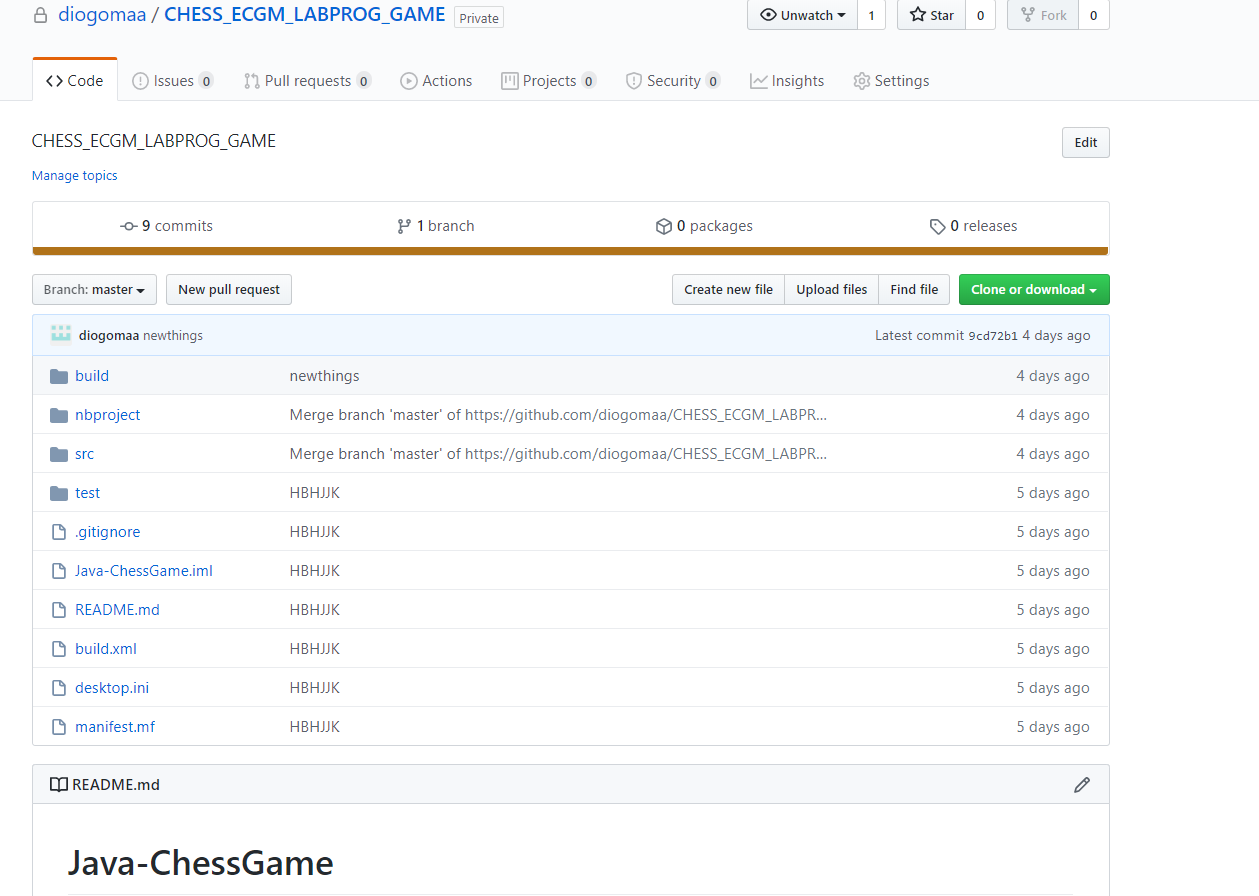 diogomaa / CHESS_ECGM_LABPROG_GAME Private Unwatch 1 Star 0 Fork 0
Code Issues 0 Pull requests 0 Actions Projects 0 Security 0 Insights Settings
CHESS_ECGM_LABPROG_GAME Edit
Manage topics
9 commits 1 branch 0 packages 0 releases
Branch: master New pull request Create new file Upload files Find file Clone or download
diogomaa newthings Latest commit 9cd72b1 4 days ago
build newthings 4 days ago
nbproject Merge branch 'master' of https://github.com/diogomaa/CHESS_ECGM_LABPR... 4 days ago
src Merge branch 'master' of https://github.com/diogomaa/CHESS_ECGM_LABPR... 4 days ago
test HBHJJK 5 days ago
.gitignore HBHJJK 5 days ago
Java-ChessGame.iml HBHJJK 5 days ago
README.md HBHJJK 5 days ago
build.xml HBHJJK 5 days ago
desktop.ini HBHJJK 5 days ago
manifest.mf HBHJJK 5 days ago
README.md
Java-ChessGame